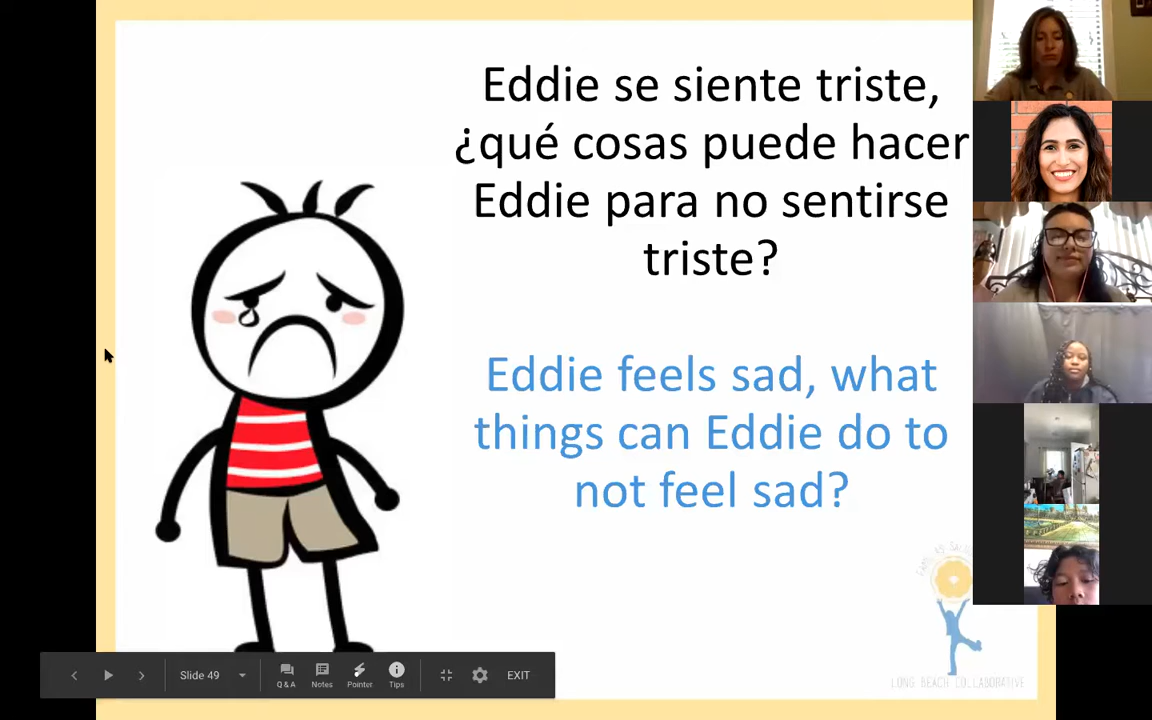 Eddie se siente triste,
¿qué cosas puede hacer
Eddie para no sentirse
triste?
Eddie feels sad, what
things can Eddie do to
not feel sad?
LONG BEACH COLLABORATIVE
Slide 49
Q & A
Notes
Pointer
Tips
EXIT